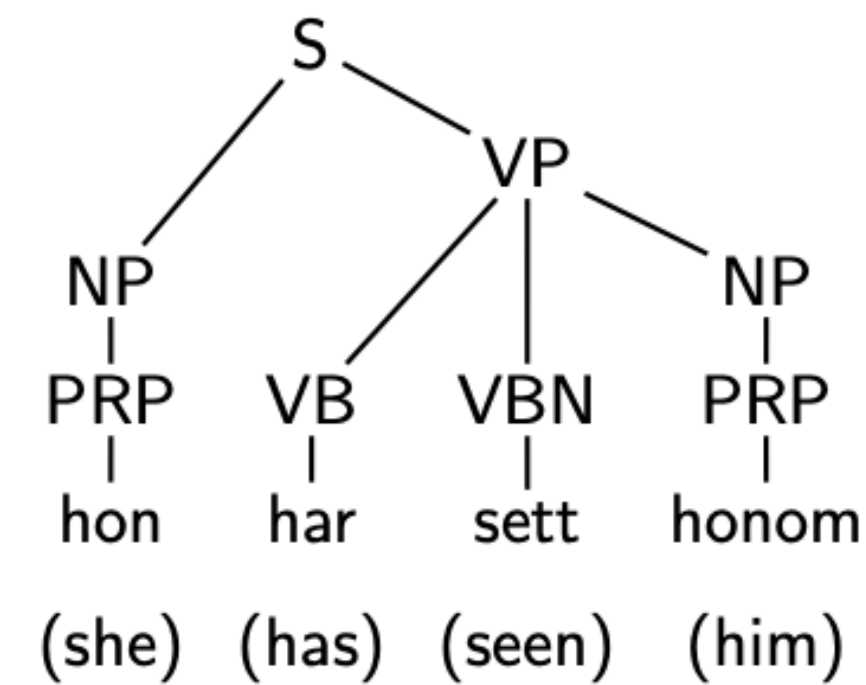 S
VP
NP NP
PRP VB VBN PRP
hon har sett honom
(she) (has) (seen) (him)